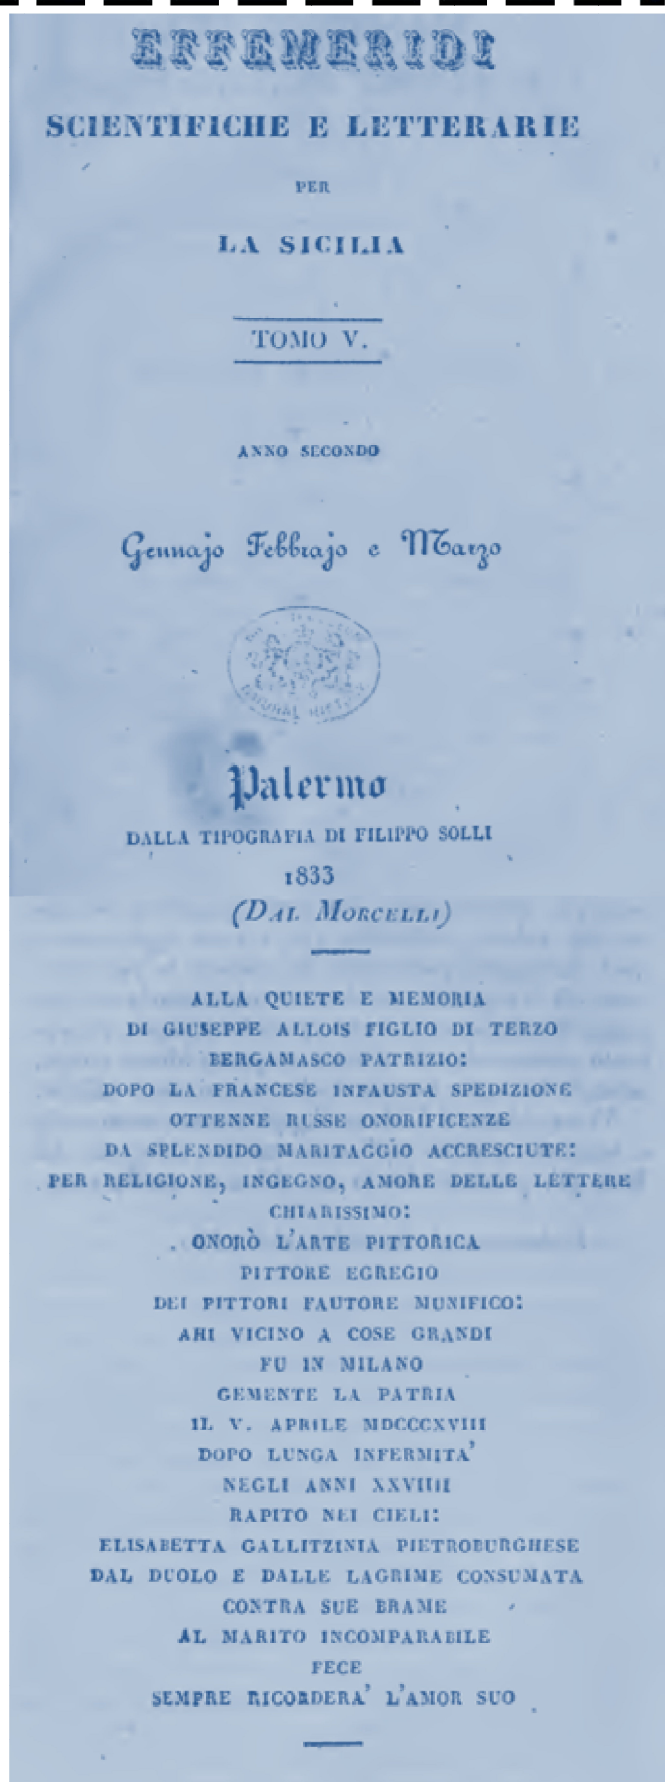 EFFEMERIDI
SCIENTIFICHE E LETTERARIE
PER
LA SICILIA
TOMO V.
ANNO SECONDO
Gennajo Febbrajo e Marzo
Palermo
DALLA TIPOGRAFIA DI FILIPPO SOLLI
1833
(DAL MORCELLI)
ALLA QUIETE E MEMORIA
DI GIUSEPPE ALLOIS FIGLIO DI TERZO
BERGAMASCO PATRIZIO:
DOPO LA FRANCESE INFAUSTA SPEDIZIONE
OTTENNE RUSSE ONORIFICENZE
DA SPLENDIDO MARITAGGIO ACCRESCIUTE:
PER RELIGIONE, INGEGNO, AMORE DELLE LETTERE
CHIARISSIMO:
ONORÒ L'ARTE PITTORICA
PITTORE EGREGIO
DEI PITTORI FAUTORE MUNIFICO:
AHI VICINO A COSE GRANDI
FU IN MILANO
GEMENTE LA PATRIA
IL V. APRILE MDCCCXVIII
DOPO LUNGA INFERMITA'
NEGLI ANNI XXVIIII
RAPITO NEI CIELI:
ELISABETTA GALLITZINIA PIETROBURGHESE
DAL DUOLO E DALLE LAGRIME CONSUMATA
CONTRA SUE BRAME
AL MARITO INCOMPARABILE
FECE
SEMPRE RICORDERA' L'AMOR SUO